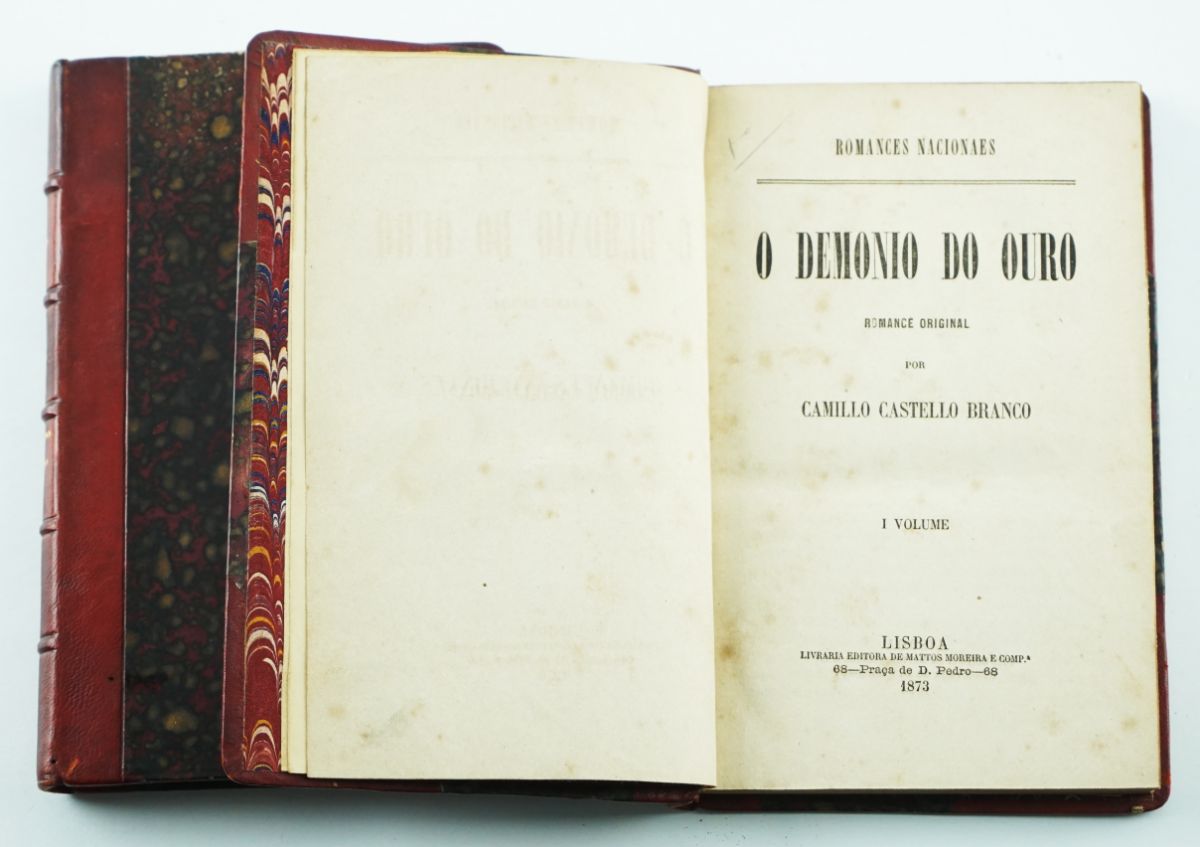 ROMANCES NACIONAES
O DEMONIO DO OURO
ROMANCE ORIGINAL
POR
CAMILLO CASTELLO BRANCO
I VOLUME
LISBOA
LIVRARIA EDITORA DE MATTOS MOREIRA E COMP.ª
68—Praça de D. Pedro—68
1873